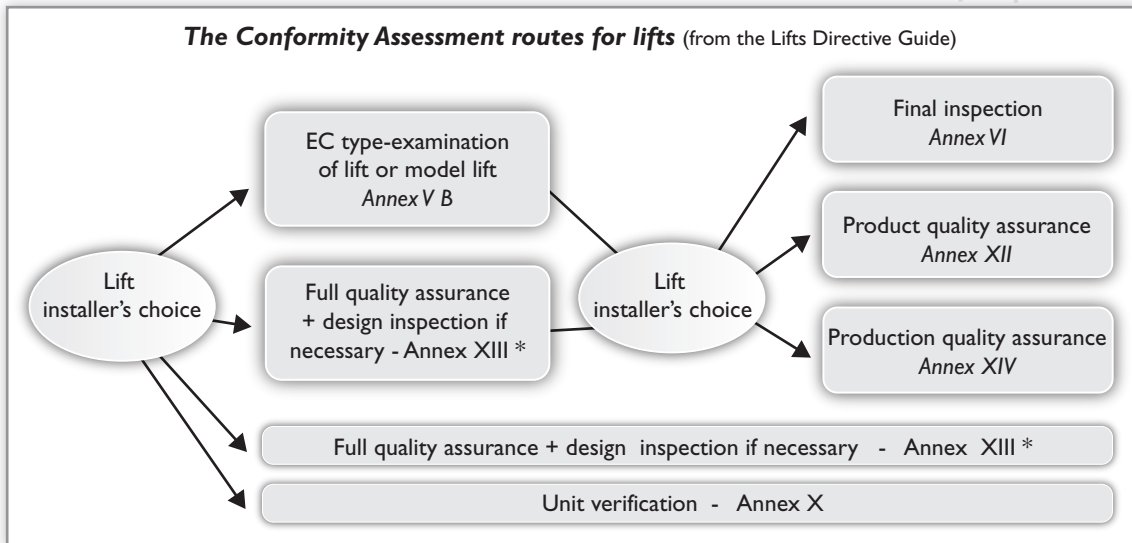 The Conformity Assessment routes for lifts (from the Lifts Directive Guide)
Lift
installer's choice
EC type-examination
of lift or model lift
Annex V B
Full quality assurance
+ design inspection if
necessary - Annex XIII *
Lift
installer's choice
Final inspection
Annex VI
Product quality assurance
Annex XII
Production quality assurance
Annex XIV
Full quality assurance + design inspection if necessary - Annex XIII *
Unit verification - Annex X